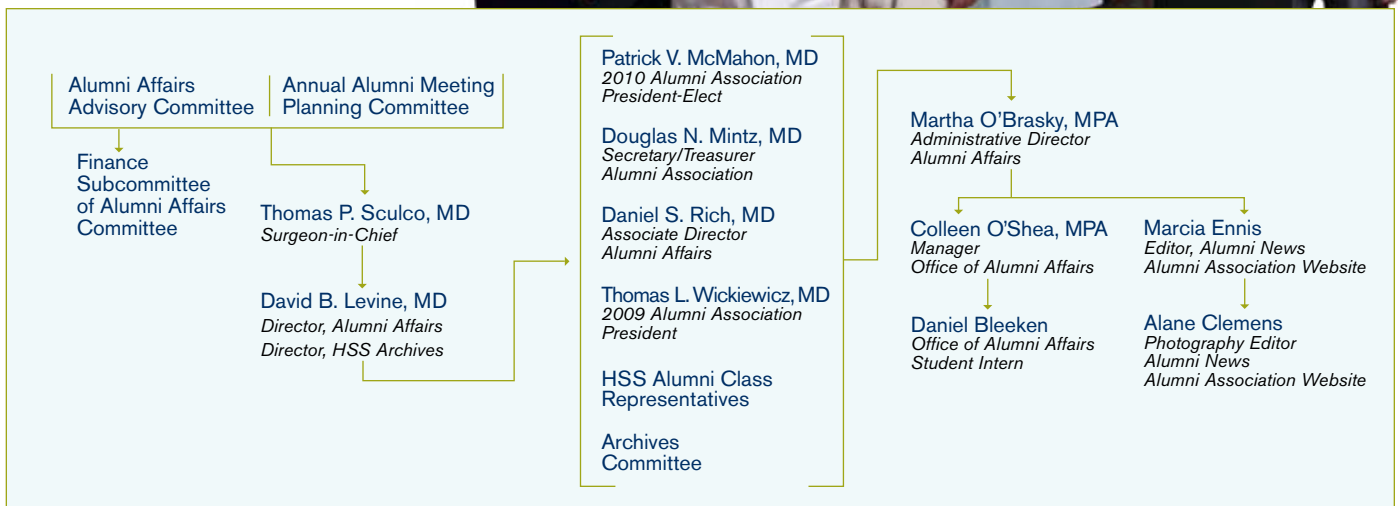 Alumni Affairs
Advisory Committee
Annual Alumni Meeting
Planning Committee
Finance
Subcommittee
of Alumni Affairs
Committee
Thomas P. Sculco, MD
Surgeon-in-Chief
David B. Levine, MD
Director, Alumni Affairs
Director, HSS Archives
Patrick V. McMahon, MD
2010 Alumni Association
President-Elect
Douglas N. Mintz, MD
Secretary/Treasurer
Alumni Association
Daniel S. Rich, MD
Associate Director
Alumni Affairs
Thomas L. Wickiewicz, MD
2009 Alumni Association
President
HSS Alumni Class
Representatives
Archives
Committee
Martha O'Brasky, MPA
Administrative Director
Alumni Affairs
Colleen O'Shea, MPA
Manager
Office of Alumni Affairs
Daniel Bleeken
Office of Alumni Affairs
Student Intern
Marcia Ennis
Editor, Alumni News
Alumni Association Website
Alane Clemens
Photography Editor
Alumni News
Alumni Association Website